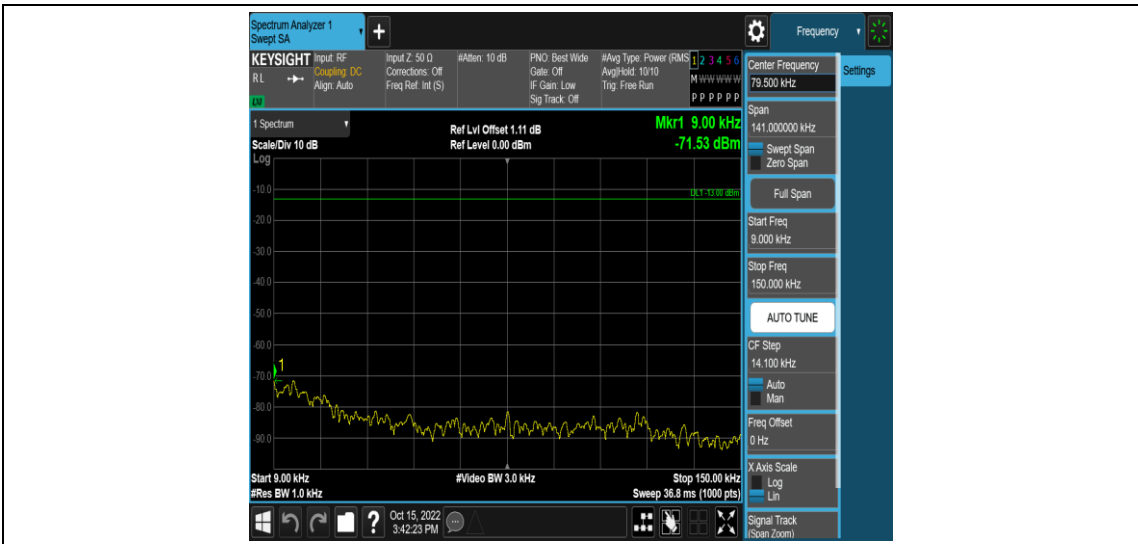 Spectrum Analyzer 1
Swept SA
Frequency
KEYSIGHT
Input: RF
Coupling: DC
Align: Auto
Input Z: 50 Ω
Corrections: Off
Freq Ref: Int (S)
#Atten: 10 dB
PNO: Best Wide
Gate: Off
IF Gain: Low
Sig Track: Off
#Avg Type: Power (RMS
Avg|Hold: 10/10
Trig: Free Run
1 2 3 4 5 6
M W W W W W
P P P P P P
R L
LXI
Center Frequency
79.500 kHz
Settings
1 Spectrum
Scale/Div 10 dB
Log
Ref Lvl Offset 1.11 dB
Ref Level 0.00 dBm
Mkr1 9.00 kHz
-71.53 dBm
DL1 -13.00 dBm
-10.0
-20.0
-30.0
-40.0
-50.0
-60.0
-70.0
-80.0
-90.0
1
Start 9.00 kHz
#Res BW 1.0 kHz
#Video BW 3.0 kHz
Stop 150.00 kHz
Sweep 36.8 ms (1000 pts)
Span
141.000000 kHz
Swept Span
Zero Span
Full Span
Start Freq
9.000 kHz
Stop Freq
150.000 kHz
AUTO TUNE
CF Step
14.100 kHz
Auto
Man
Freq Offset
0 Hz
X Axis Scale
Log
Lin
Signal Track
(Span Zoom)
?
Oct 15, 2022
3:42:23 PM